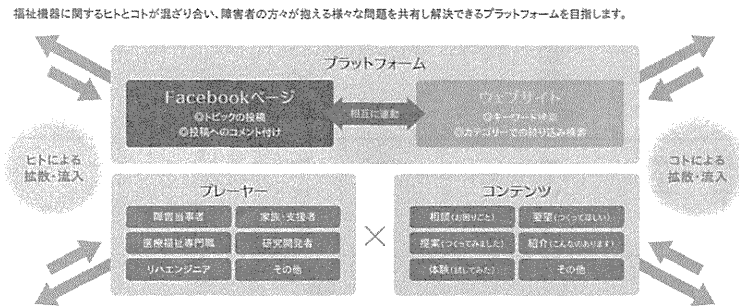 福祉機器に関するヒトとコトが混ざり合い、障害者の方々が抱える様々な問題を共有し解決できるプラットフォームを目指します。
プラットフォーム
Facebookページ
◎トピックの投稿
◎投稿へのコメント付け
相互に連動
ウェブサイト
◎キーワード検索
◎カテゴリーでの絞り込み検索
ヒトによる
拡散・流入
コトによる
拡散・流入
プレーヤー
障害当事者
家族・支援者
医療福祉専門職
研究開発者
リハエンジニア
その他
×
コンテンツ
相談(お困りごと)
要望(つくってほしい)
提案(つくってみました)
紹介(こんなのあります)
体験(試してみた)
その他